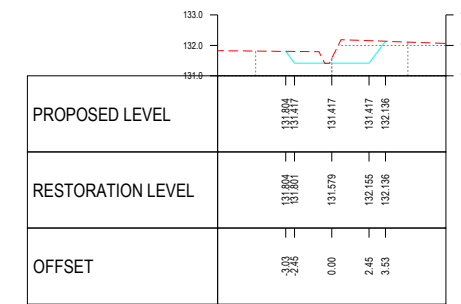 133.0
132.0
131.0
PROPOSED LEVEL 131.804 131.417 131.417 131.417 132.136
RESTORATION LEVEL 131.804 131.801 131.579 132.155 132.136
OFFSET -3.03 -2.45 0.00 2.45 3.53